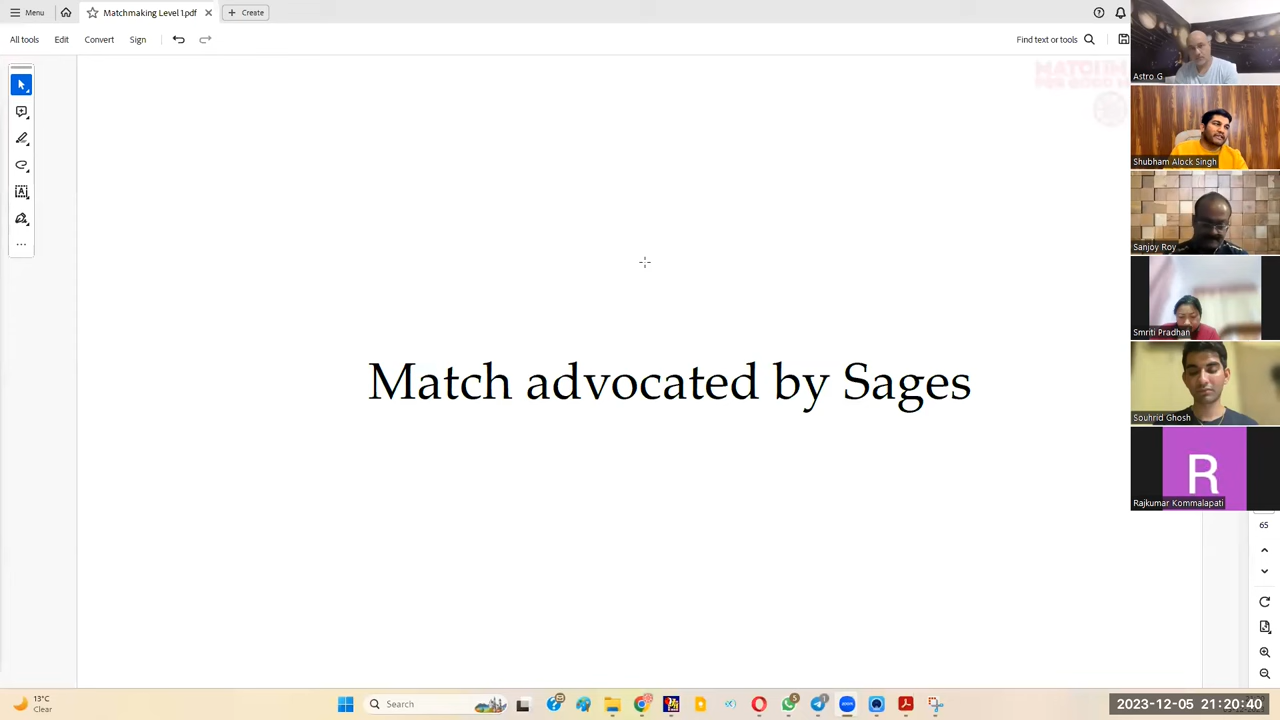 Menu
Matchmaking Level 1.pdf
Create
All tools
Edit
Convert
Sign
Find text or tools
Astro G
Shubham Alock Singh
Sanjoy Roy
Smriti Pradhan
Souhrid Ghosh
R
Rajkumar Kommalapati
Match advocated by Sages
65
13°C
Clear
Search
2023-12-05 21:20:40